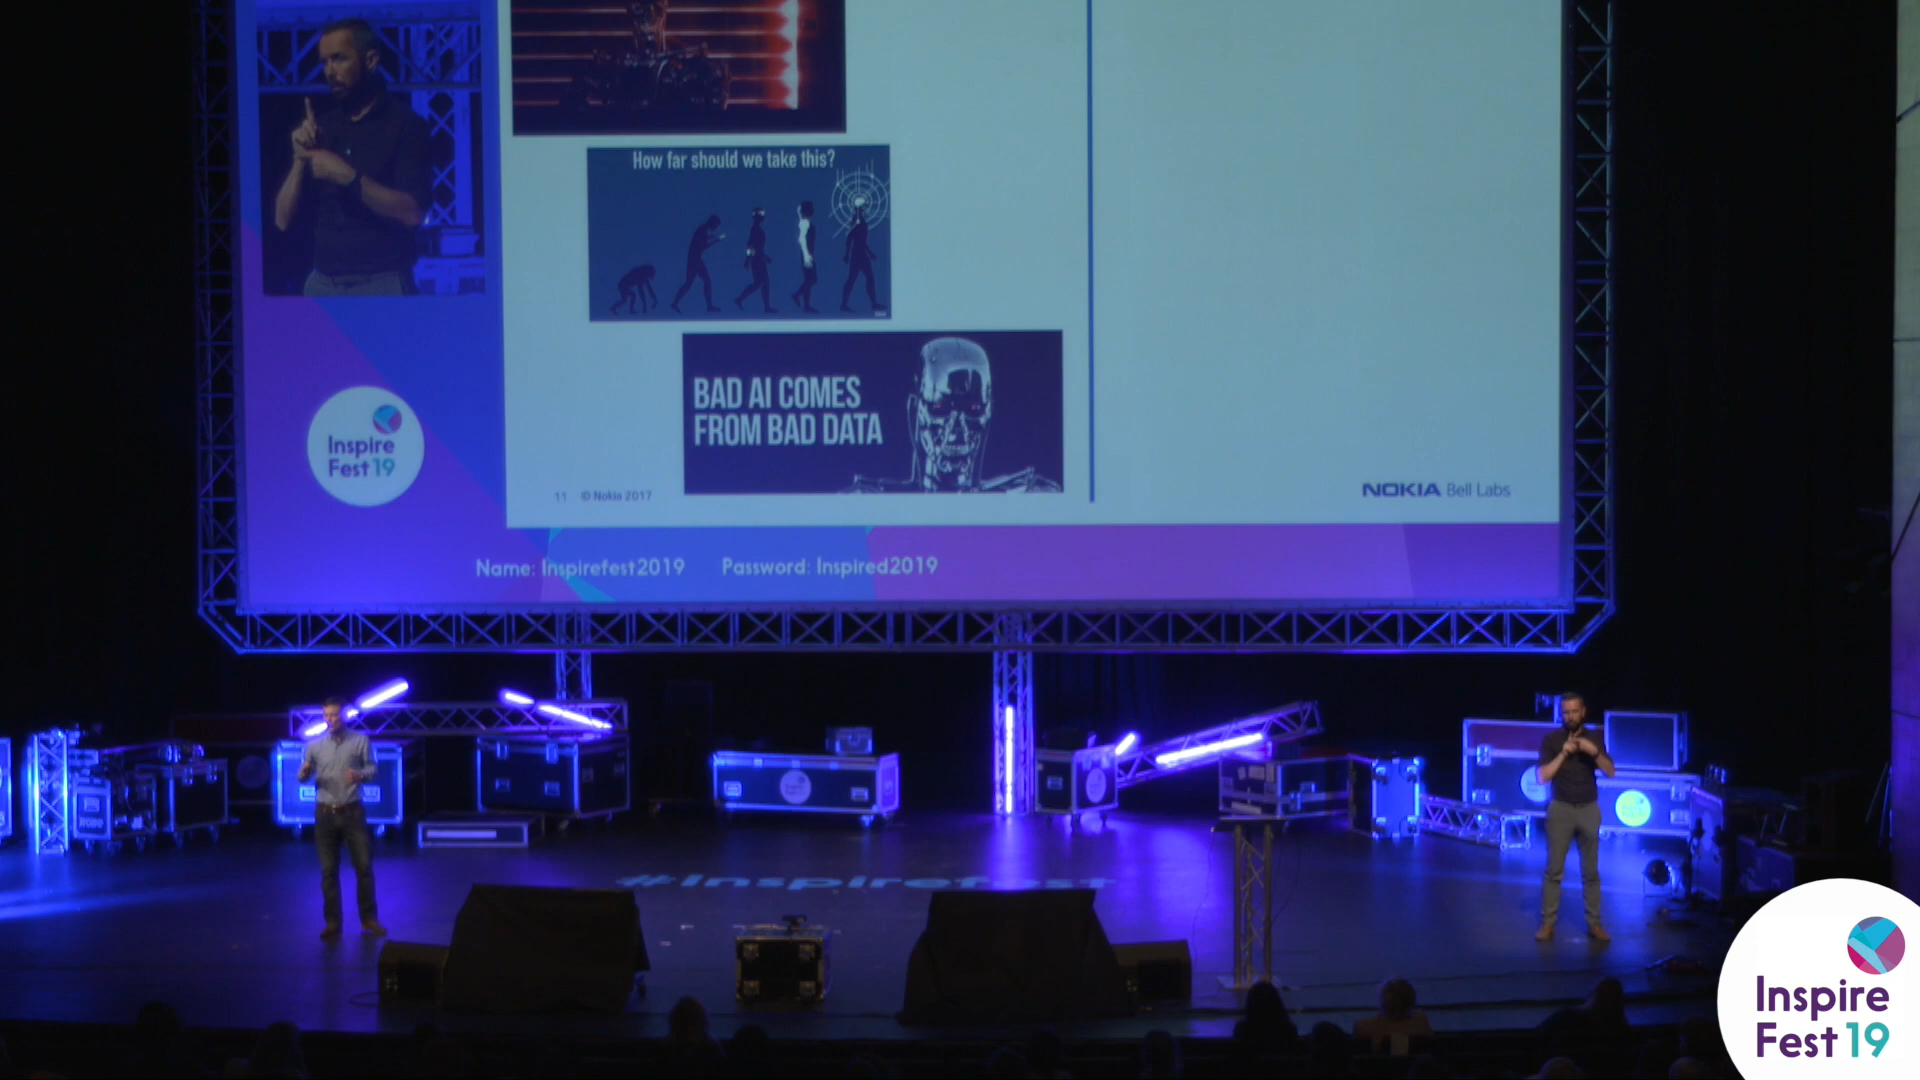 How far should we take this?
BAD AI COMES
FROM BAD DATA
Inspire
Fest 19
11 © Nokia 2017
NOKIA Bell Labs
Name: Inspirefest2019 Password: Inspired2019
#Inspirefest
Inspire
Fest 19